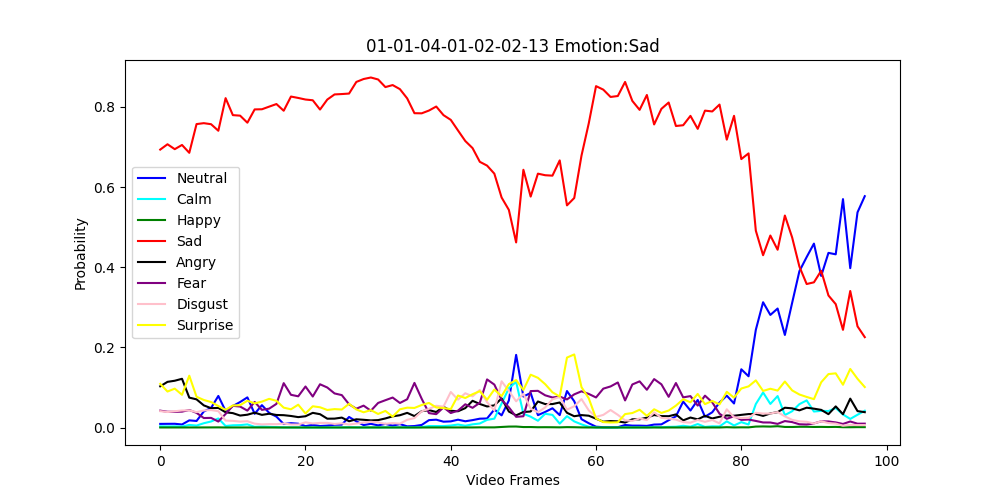 01-01-04-01-02-02-13 Emotion:Sad
Probability
0.8
0.6
0.4
0.2
0.0
Neutral
Calm
Happy
Sad
Angry
Fear
Disgust
Surprise
0 20 40 60 80 100
Video Frames